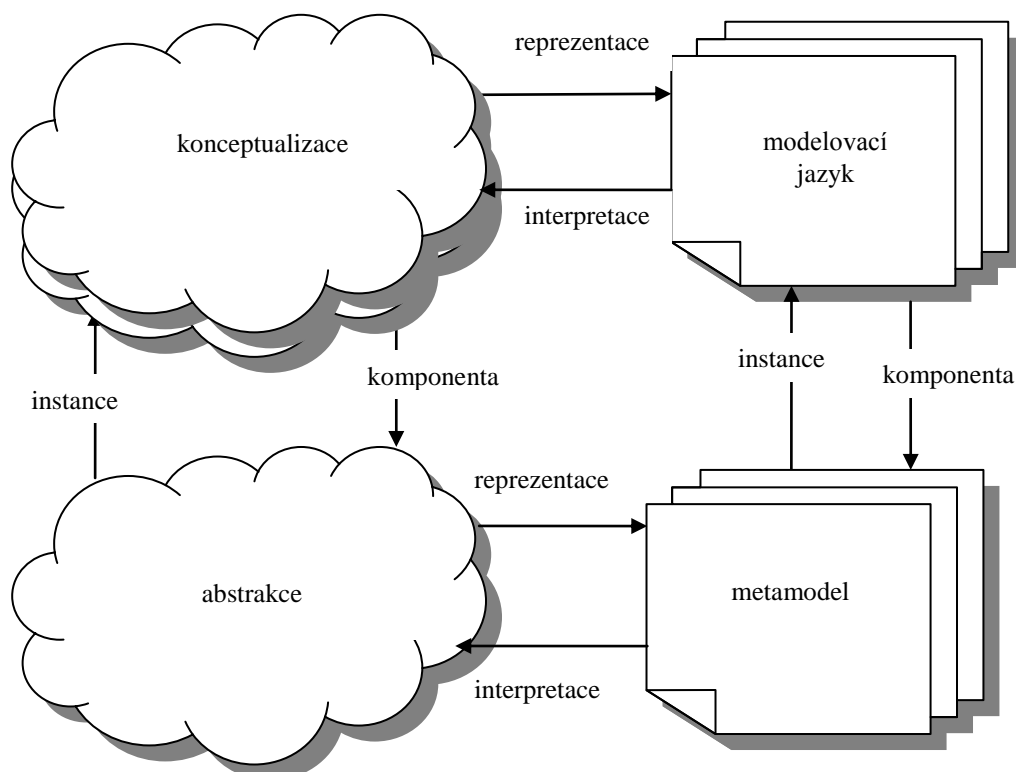 reprezentace
konceptualizace
modelovací
jazyk
interpretace
instance
komponenta
instance
komponenta
reprezentace
abstrakce
metamodel
interpretace